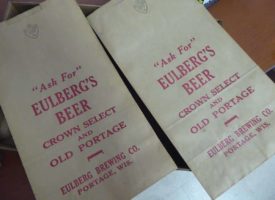 "Ask For"
EULBERG'S
BEER
CROWN SELECT
AND
OLD PORTAGE
EULBERG BREWING CO.
PORTAGE, WIS.
"Ask For"
EULBERG'S
BEER
CROWN SELECT
AND
OLD PORTAGE
EULBERG BREWING CO.
PORTAGE, WIS.